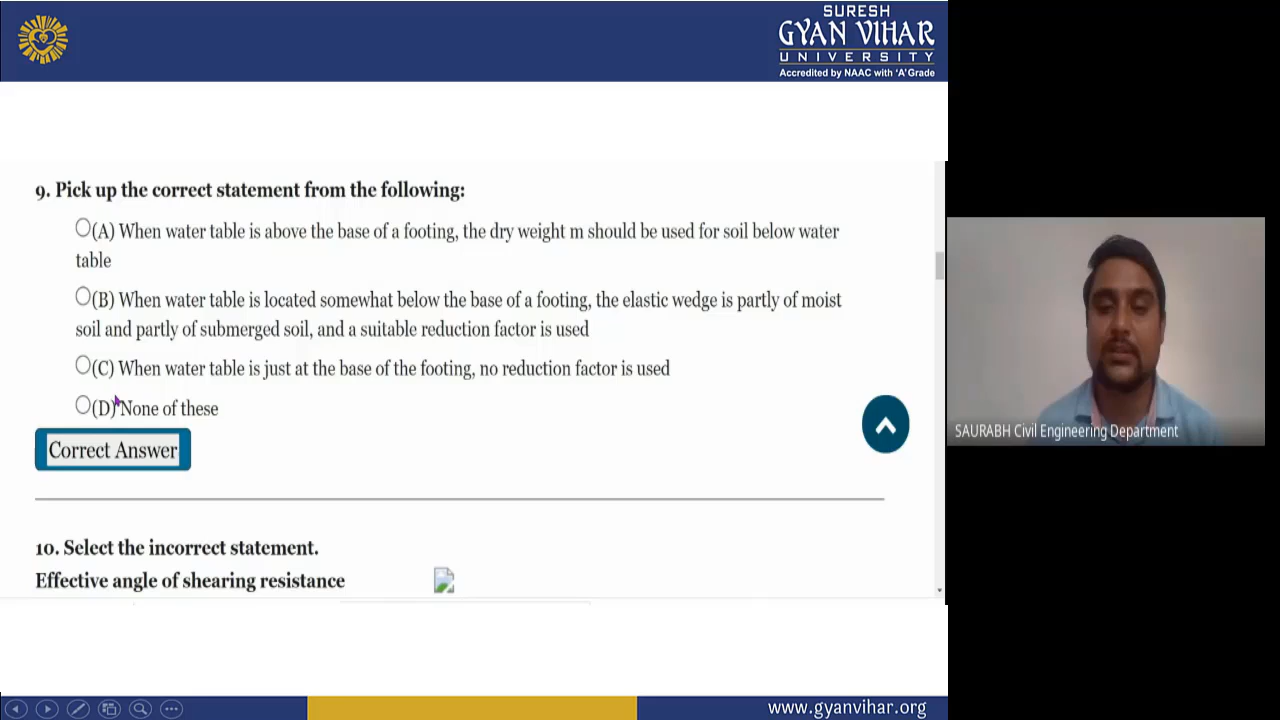 SURESH
GYAN VIHAR
UNIVERSITY
Accredited by NAAC with 'A' Grade
9. Pick up the correct statement from the following:
(A) When water table is above the base of a footing, the dry weight m should be used for soil below water
table
(B) When water table is located somewhat below the base of a footing, the elastic wedge is partly of moist
soil and partly of submerged soil, and a suitable reduction factor is used
(C) When water table is just at the base of the footing, no reduction factor is used
(D) None of these
Correct Answer
10. Select the incorrect statement.
Effective angle of shearing resistance
SAURABH Civil Engineering Department
www.gyanvihar.org